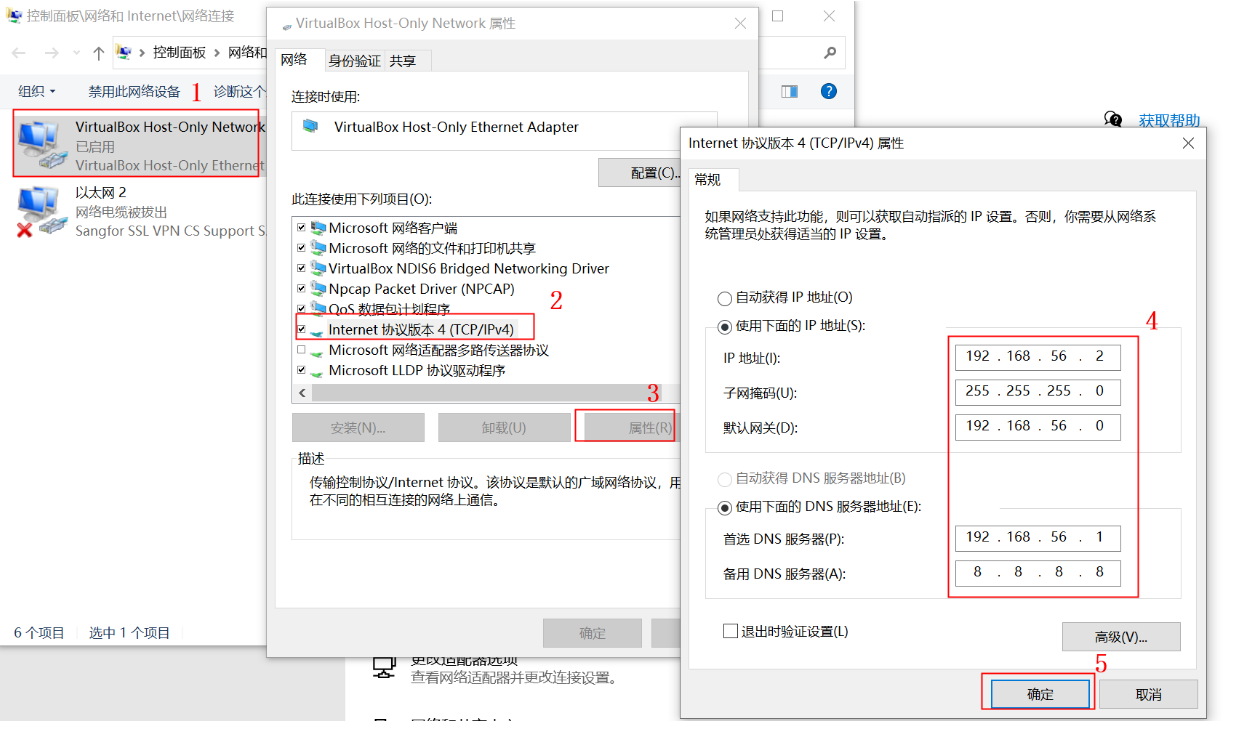 控制面板\网络和 Internet\网络连接
控制面板 > 网络和
组织 禁用此网络设备 1 诊断这个
VirtualBox Host-Only Network
已启用
VirtualBox Host-Only Ethernet
以太网 2
网络电缆被拔出
Sangfor SSL VPN CS Support S
6 个项目 选中 1 个项目
VirtualBox Host-Only Network 属性
网络 身份验证 共享
连接时使用:
VirtualBox Host-Only Ethernet Adapter
配置(C)...
此连接使用下列项目(O):
Microsoft 网络客户端
Microsoft 网络的文件和打印机共享
VirtualBox NDIS6 Bridged Networking Driver
Npcap Packet Driver (NPCAP)
QoS 数据包计划程序
2
Internet 协议版本 4 (TCP/IPv4)
Microsoft 网络适配器多路传送器协议
Microsoft LLDP 协议驱动程序
3
安装(N)... 卸载(U) 属性(R)
描述
传输控制协议/Internet 协议。该协议是默认的广域网络协议，用
在不同的相互连接的网络上通信。
确定
更改适配器选项
查看网络适配器并更改连接设置。
获取帮助
Internet 协议版本 4 (TCP/IPv4) 属性
常规
如果网络支持此功能，则可以获取自动指派的 IP 设置。否则，你需要从网络系
统管理员处获得适当的 IP 设置。
自动获得 IP 地址(O)
使用下面的 IP 地址(S):
4
IP 地址(I): 192 . 168 . 56 . 2
子网掩码(U): 255 . 255 . 255 . 0
默认网关(D): 192 . 168 . 56 . 0
自动获得 DNS 服务器地址(B)
使用下面的 DNS 服务器地址(E):
首选 DNS 服务器(P): 192 . 168 . 56 . 1
备用 DNS 服务器(A): 8 . 8 . 8 . 8
退出时验证设置(L)
高级(V)...
5
确定 取消